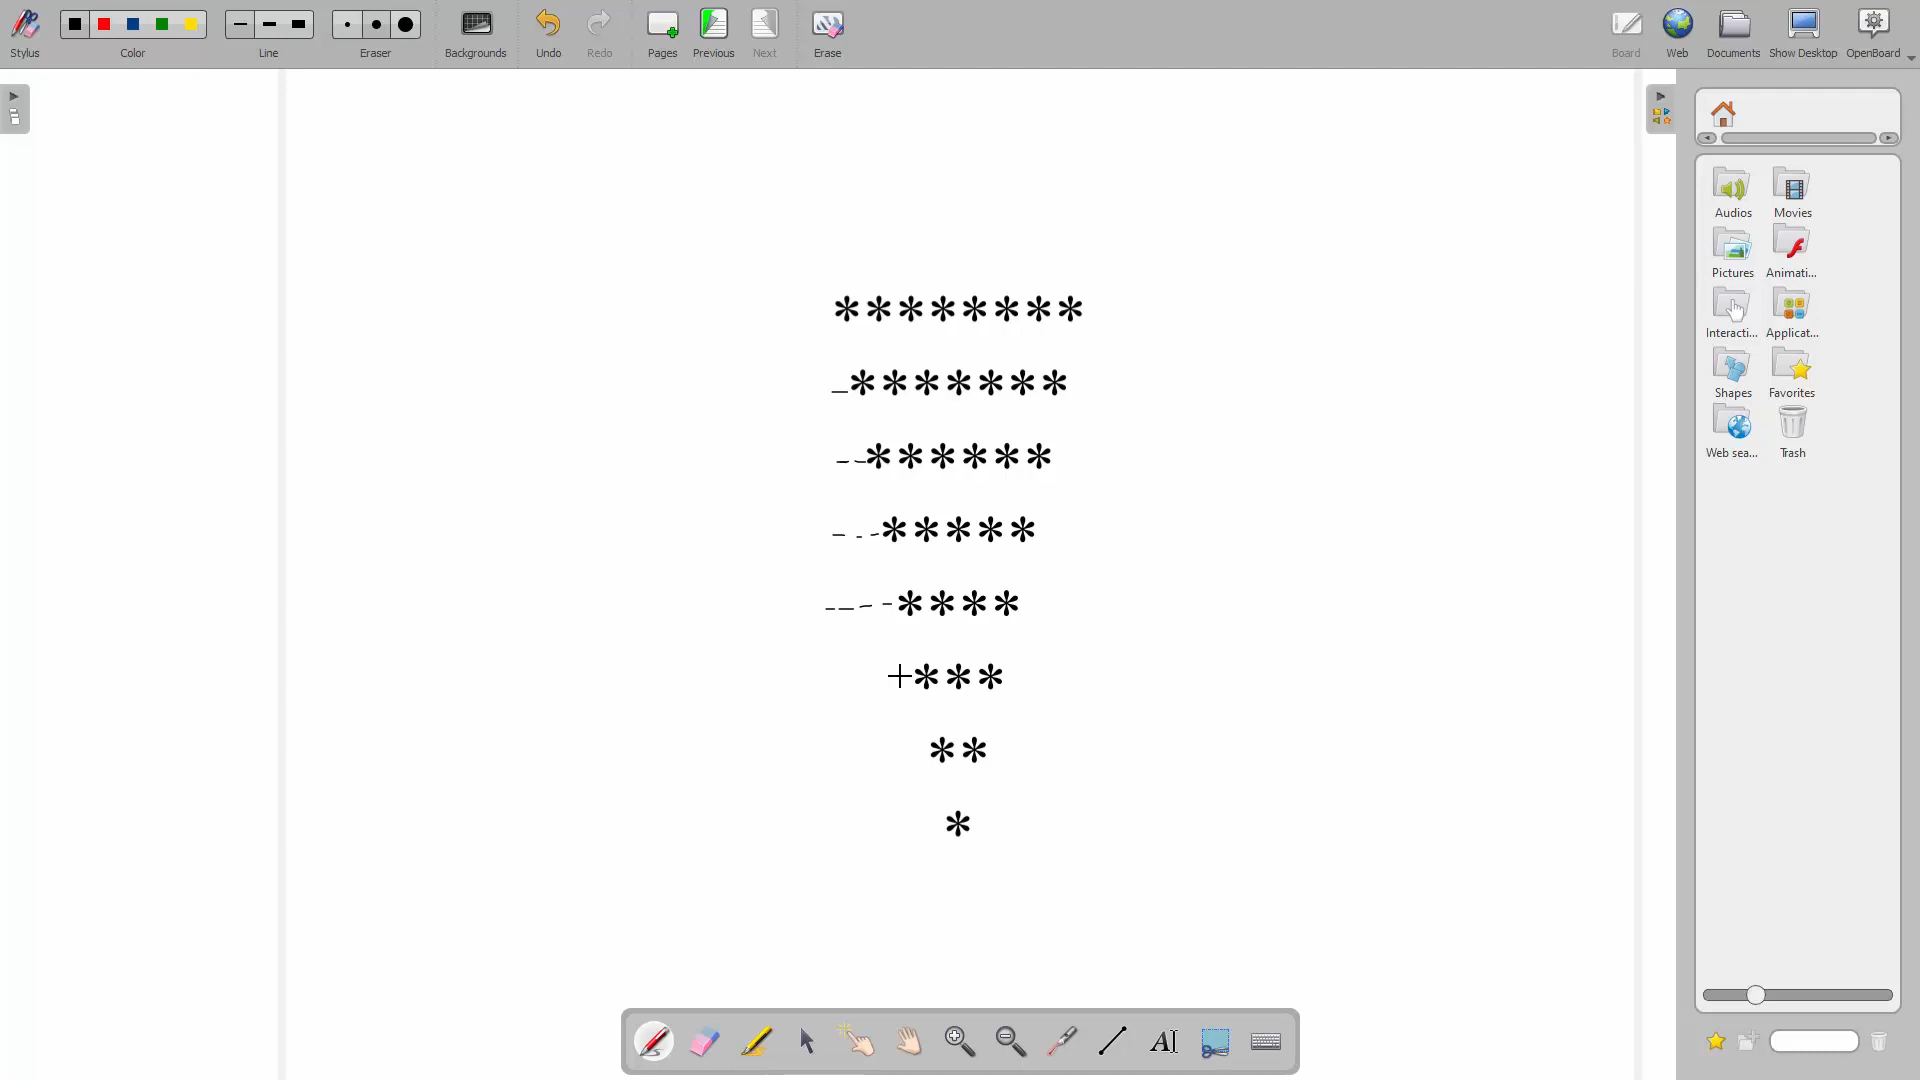 Stylus Color Line Eraser Backgrounds Undo Redo Pages Previous Next Erase Board Web Documents Show Desktop OpenBoard
********
_*******
--******
---*****
----****
***
**
*
Audios Movies
Pictures Animati...
Interacti... Applicat...
Shapes Favorites
Web sea... Trash
AI